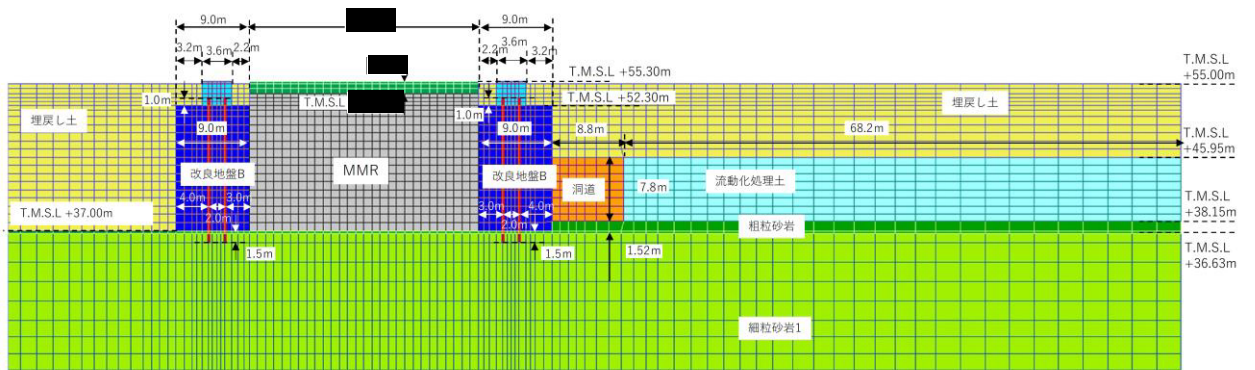 9.0m
9.0m
3.2m
3.6m
2.2m
2.2m
3.6m
3.2m
T.M.S.L +55.30m
T.M.S.L
+55.00m
1.0m
T.M.S.L
1.0m
T.M.S.L +52.30m
埋戻し土
埋戻し土
9.0m
9.0m
8.8m
68.2m
T.M.S.L
+45.95m
改良地盤B
MMR
改良地盤B
洞道
7.8m
流動化処理土
4.0m
3.0m
2.0m
3.0m
4.0m
2.0m
T.M.S.L +37.00m
T.M.S.L
+38.15m
粗粒砂岩
1.5m
1.5m
1.52m
T.M.S.L
+36.63m
細粒砂岩1